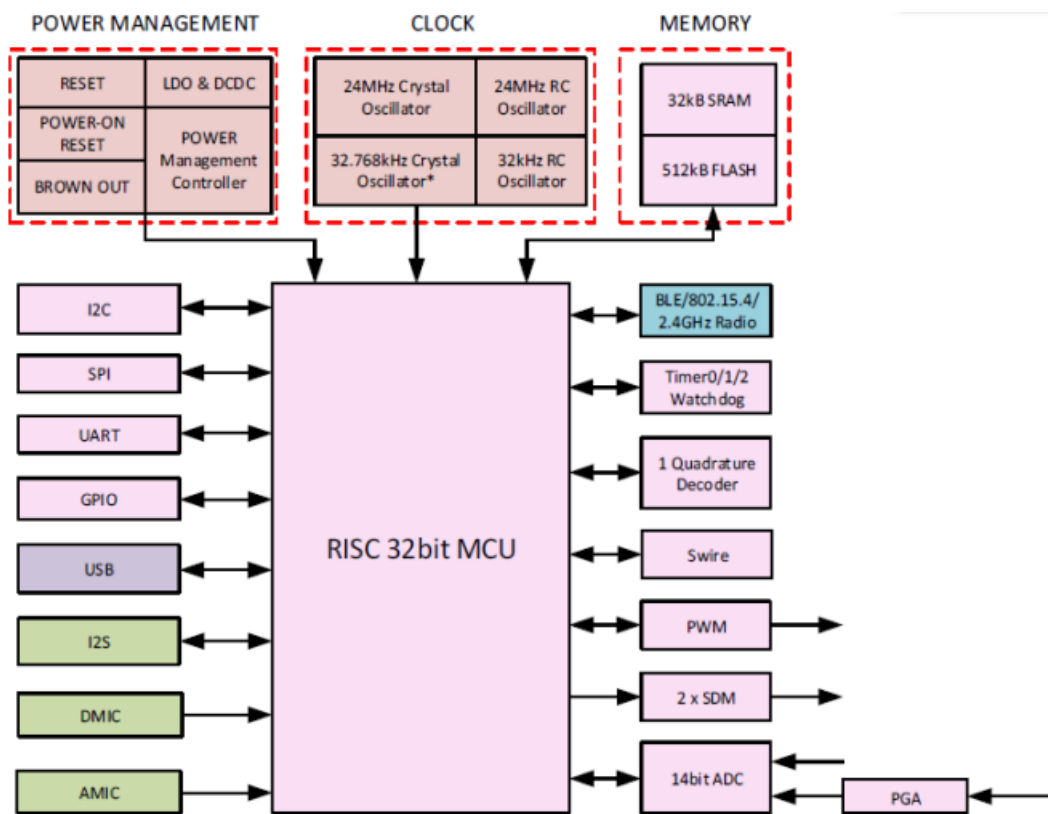 POWER MANAGEMENT
CLOCK
MEMORY
RESET
LDO & DCDC
POWER-ON
RESET
POWER
Management
Controller
BROWN OUT
24MHz Crystal
Oscillator
24MHz RC
Oscillator
32.768kHz Crystal
Oscillator*
32kHz RC
Oscillator
32kB SRAM
512kB FLASH
I2C
SPI
UART
GPIO
USB
I2S
DMIC
AMIC
RISC 32bit MCU
BLE/802.15.4/
2.4GHz Radio
Timer0/1/2
Watchdog
1 Quadrature
Decoder
Swire
PWM
2 x SDM
14bit ADC
PGA